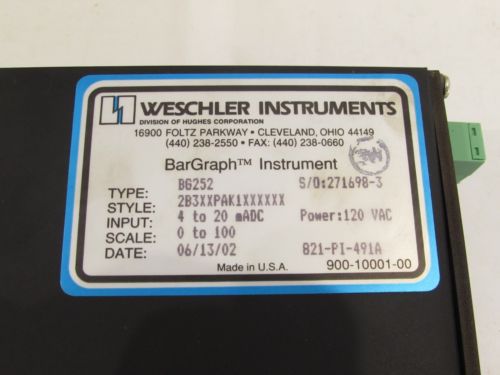 WESCHLER INSTRUMENTS
DIVISION OF HUGHES CORPORATION
16900 FOLTZ PARKWAY • CLEVELAND, OHIO 44149
(440) 238-2550 • FAX: (440) 238-0660
BarGraph™ Instrument
TYPE: BG252 S/O:271698-3
STYLE: 2B3XXPAK1XXXXXX
INPUT: 4 to 20 mADC Power:120 VAC
SCALE: 0 to 100
DATE: 06/13/02 821-PI-491A
Made in U.S.A. 900-10001-00